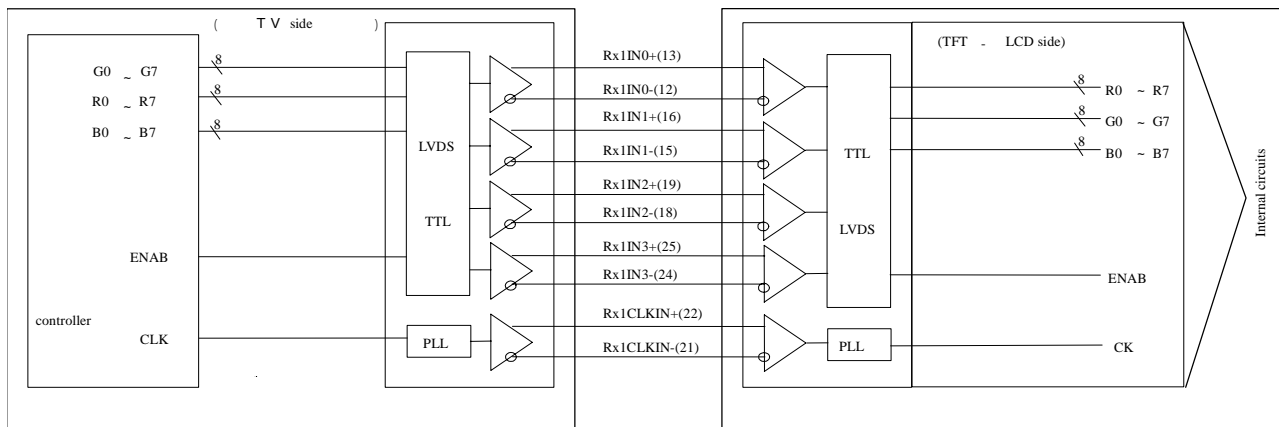 ( T V side )
controller
G0 ~ G7
8
R0 ~ R7
8
B0 ~ B7
8
ENAB
CLK
LVDS
TTL
PLL
Rx1IN0+(13)
Rx1IN0-(12)
Rx1IN1+(16)
Rx1IN1-(15)
Rx1IN2+(19)
Rx1IN2-(18)
Rx1IN3+(25)
Rx1IN3-(24)
Rx1CLKIN+(22)
Rx1CLKIN-(21)
(TFT - LCD side)
TTL
LVDS
PLL
8
R0 ~ R7
8
G0 ~ G7
8
B0 ~ B7
ENAB
CK
Internal circuits